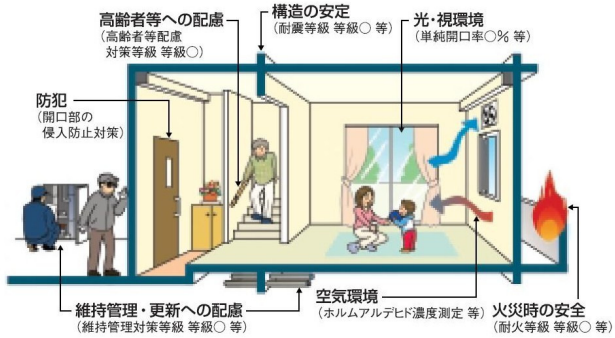 高齢者等への配慮
(高齢者等配慮
対策等級 等級○)
構造の安定
(耐震等級 等級○ 等)
光・視環境
(単純開口率○% 等)
防犯
(開口部の
侵入防止対策)
維持管理・更新への配慮
(維持管理対策等級 等級○ 等)
空気環境
(ホルムアルデヒド濃度測定 等)
火災時の安全
(耐火等級 等級○ 等)